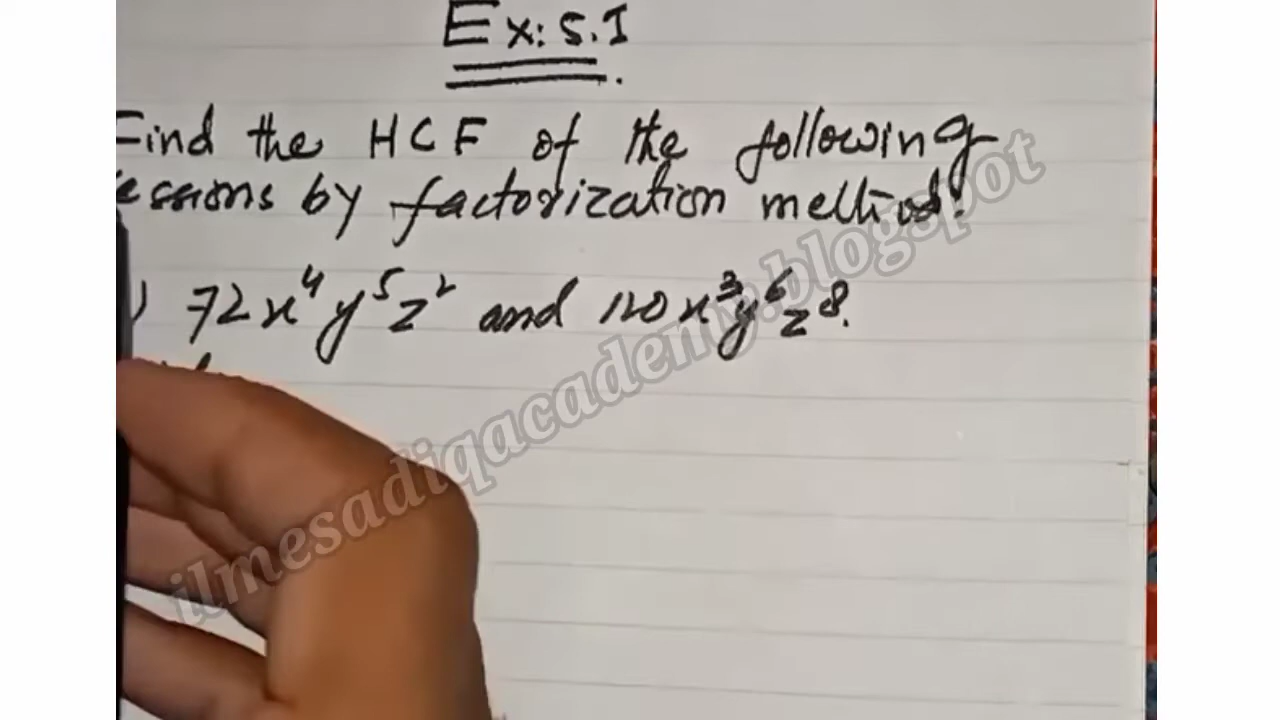 Ex: 5.1
Find the HCF of the following
essions by factorization method!
) 72x⁴y⁵z² and 120x³y⁶z⁸.
ilmesadiqacademy.blogspot